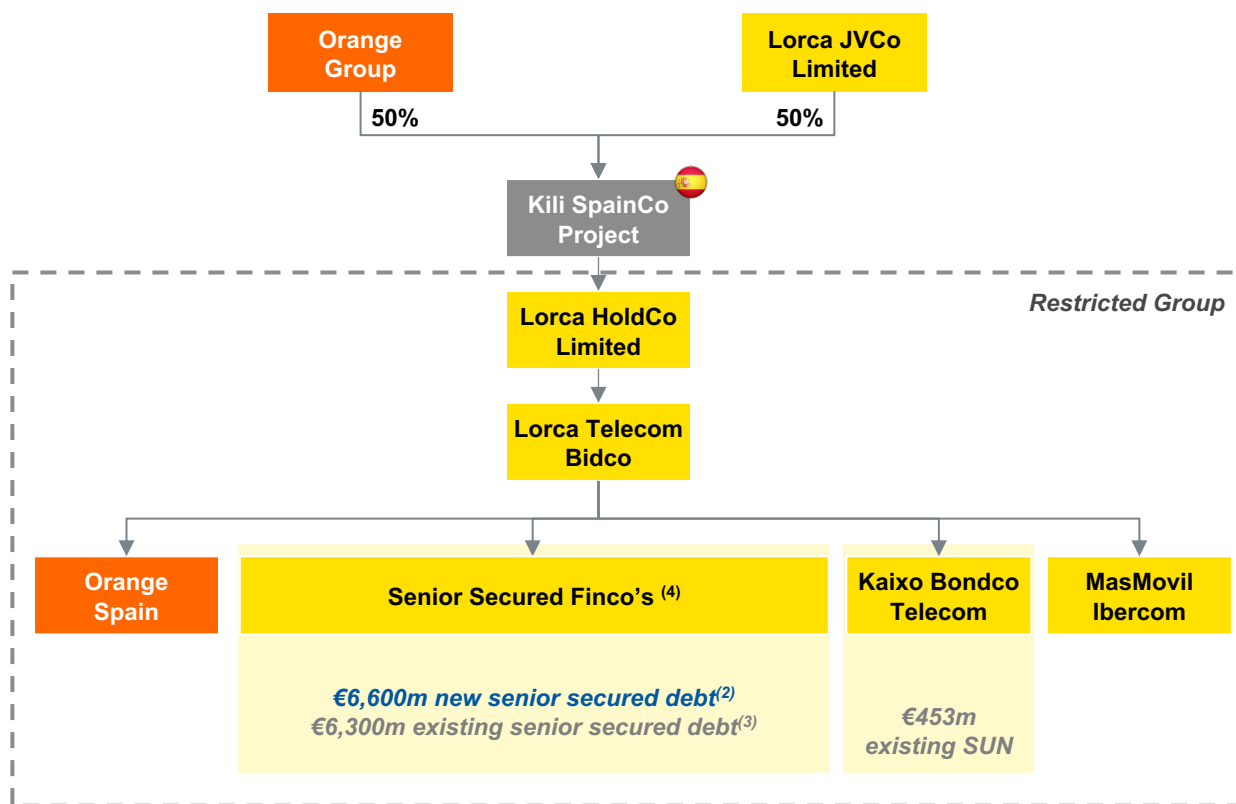 Orange
Group
Lorca JVCo
Limited
50%
50%
Kili SpainCo
Project
Restricted Group
Lorca HoldCo
Limited
Lorca Telecom
Bidco
Orange
Spain
Senior Secured Finco’s (4)
Kaixo Bondco
Telecom
MasMovil
Ibercom
€6,600m new senior secured debt(2)
€6,300m existing senior secured debt(3)
€453m
existing SUN